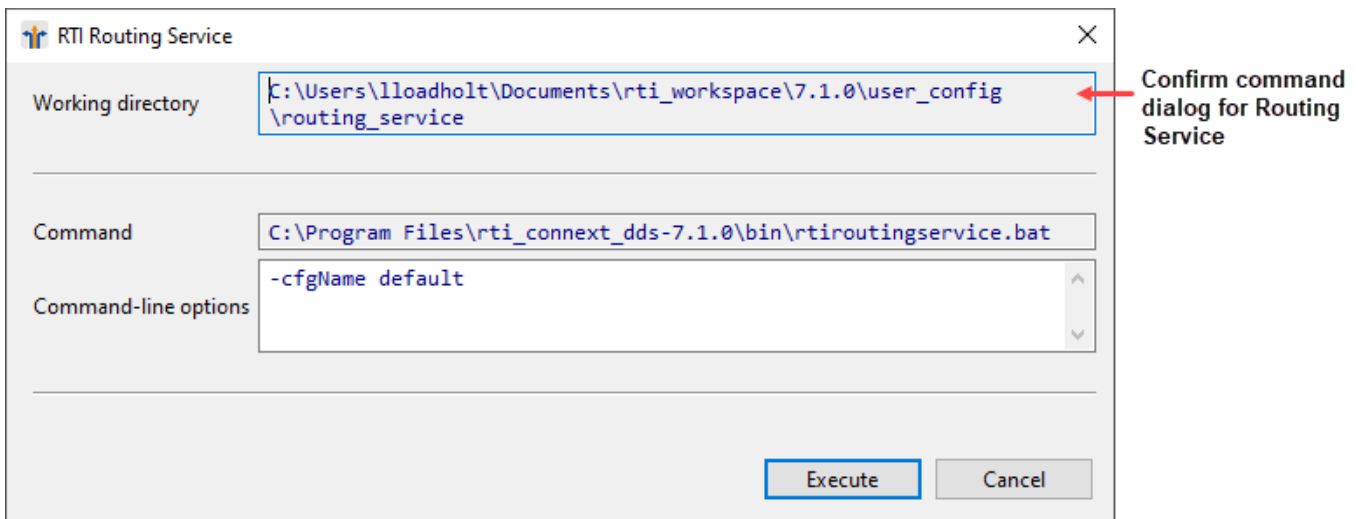 RTI Routing Service
Working directory
C:\Users\lloadholt\Documents\rti_workspace\7.1.0\user_config
\routing_service
Confirm command
dialog for Routing
Service
Command
C:\Program Files\rti_connext_dds-7.1.0\bin\rtiroutingservice.bat
Command-line options
-cfgName default
Execute
Cancel